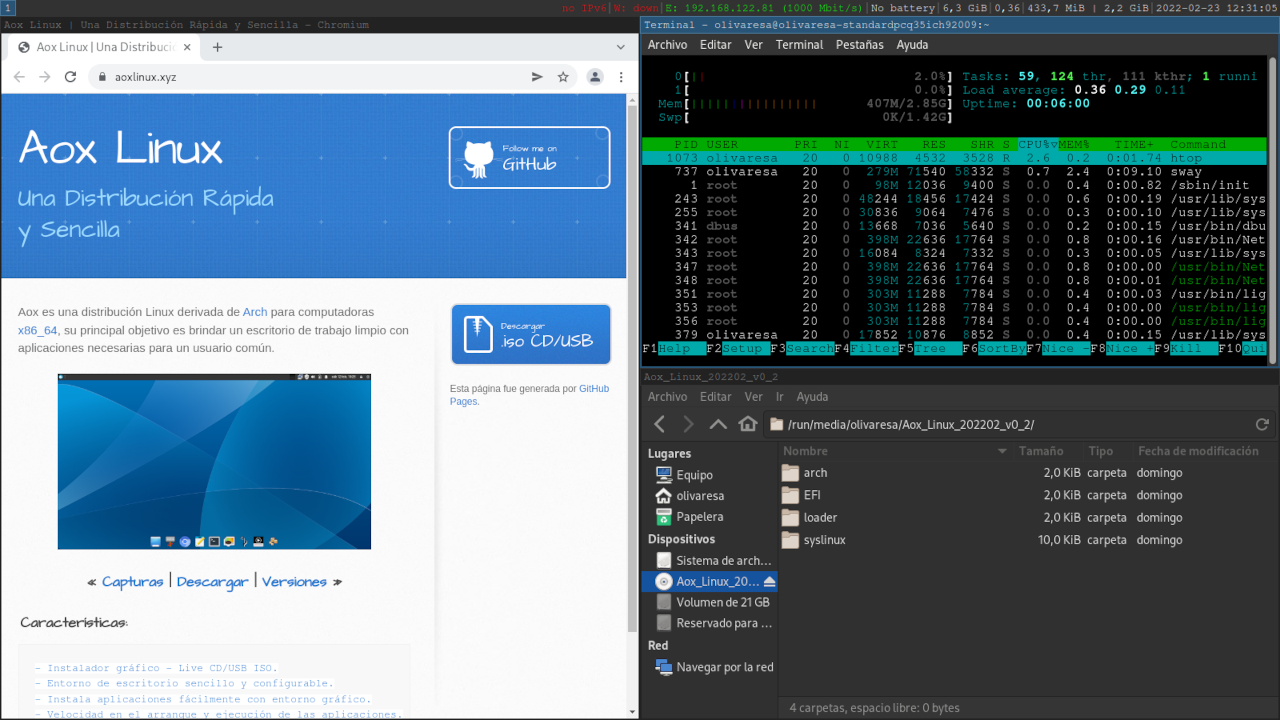 1
no IPv6|W: down|E: 192.168.122.81 (1000 Mbit/s)|No battery|6,3 GiB|0,36|433,7 MiB | 2,2 GiB|2022-02-23 12:31:05
Aox Linux | Una Distribución Rápida y Sencilla - Chromium
Aox Linux | Una Distribució
aoxlinux.xyz
Aox Linux
Una Distribución Rápida
y Sencilla
Follow me on
GitHub
Aox es una distribución Linux derivada de Arch para computadoras
x86_64, su principal objetivo es brindar un escritorio de trabajo limpio con
aplicaciones necesarias para un usuario común.
Descargar
.iso CD/USB
Esta página fue generada por GitHub
Pages.
« Capturas | Descargar | Versiones »
Características:
- Instalador gráfico - Live CD/USB ISO.
- Entorno de escritorio sencillo y configurable.
- Instala aplicaciones fácilmente con entorno gráfico.
- Velocidad en el arranque y ejecución de las aplicaciones.
Terminal - olivaresa@olivaresa-standardpcq35ich92009:~
Archivo Editar Ver Terminal Pestañas Ayuda
0[|| 2.0%] Tasks: 59, 124 thr, 111 kthr; 1 runni
1[ 0.0%] Load average: 0.36 0.29 0.11
Mem[||||||||||||||||| 407M/2.85G] Uptime: 00:06:00
Swp[ 0K/1.42G]
PID USER PRI NI VIRT RES SHR S CPU%▽MEM% TIME+ Command
1073 olivaresa 20 0 10988 4532 3528 R 2.6 0.2 0:01.74 htop
737 olivaresa 20 0 279M 71540 58332 S 0.7 2.4 0:09.10 sway
1 root 20 0 98M 12036 9400 S 0.0 0.4 0:00.82 /sbin/init
243 root 20 0 48244 18456 17424 S 0.0 0.6 0:00.19 /usr/lib/sys
255 root 20 0 30836 9064 7476 S 0.0 0.3 0:00.10 /usr/lib/sys
341 dbus 20 0 13668 7036 5640 S 0.0 0.2 0:00.15 /usr/bin/dbu
342 root 20 0 398M 22636 17764 S 0.0 0.8 0:00.16 /usr/bin/Net
343 root 20 0 16084 8324 7332 S 0.0 0.3 0:00.05 /usr/lib/sys
347 root 20 0 398M 22636 17764 S 0.0 0.8 0:00.00 /usr/bin/Net
348 root 20 0 398M 22636 17764 S 0.0 0.8 0:00.01 /usr/bin/Net
351 root 20 0 303M 11288 7784 S 0.0 0.4 0:00.03 /usr/bin/lig
353 root 20 0 303M 11288 7784 S 0.0 0.4 0:00.00 /usr/bin/lig
356 root 20 0 303M 11288 7784 S 0.0 0.4 0:00.00 /usr/bin/lig
379 olivaresa 20 0 17852 10876 8852 S 0.0 0.4 0:00.15 /usr/lib/sys
F1Help F2Setup F3SearchF4FilterF5Tree F6SortByF7Nice -F8Nice +F9Kill F10Qui
Aox_Linux_202202_v0_2
Archivo Editar Ver Ir Ayuda
/run/media/olivaresa/Aox_Linux_202202_v0_2/
Lugares
Equipo
olivaresa
Papelera
Dispositivos
Sistema de arch...
Aox_Linux_20...
Volumen de 21 GB
Reservado para ...
Red
Navegar por la red
Nombre Tamaño Tipo Fecha de modificación
arch 2,0 KiB carpeta domingo
EFI 2,0 KiB carpeta domingo
loader 2,0 KiB carpeta domingo
syslinux 10,0 KiB carpeta domingo
4 carpetas, espacio libre: 0 bytes